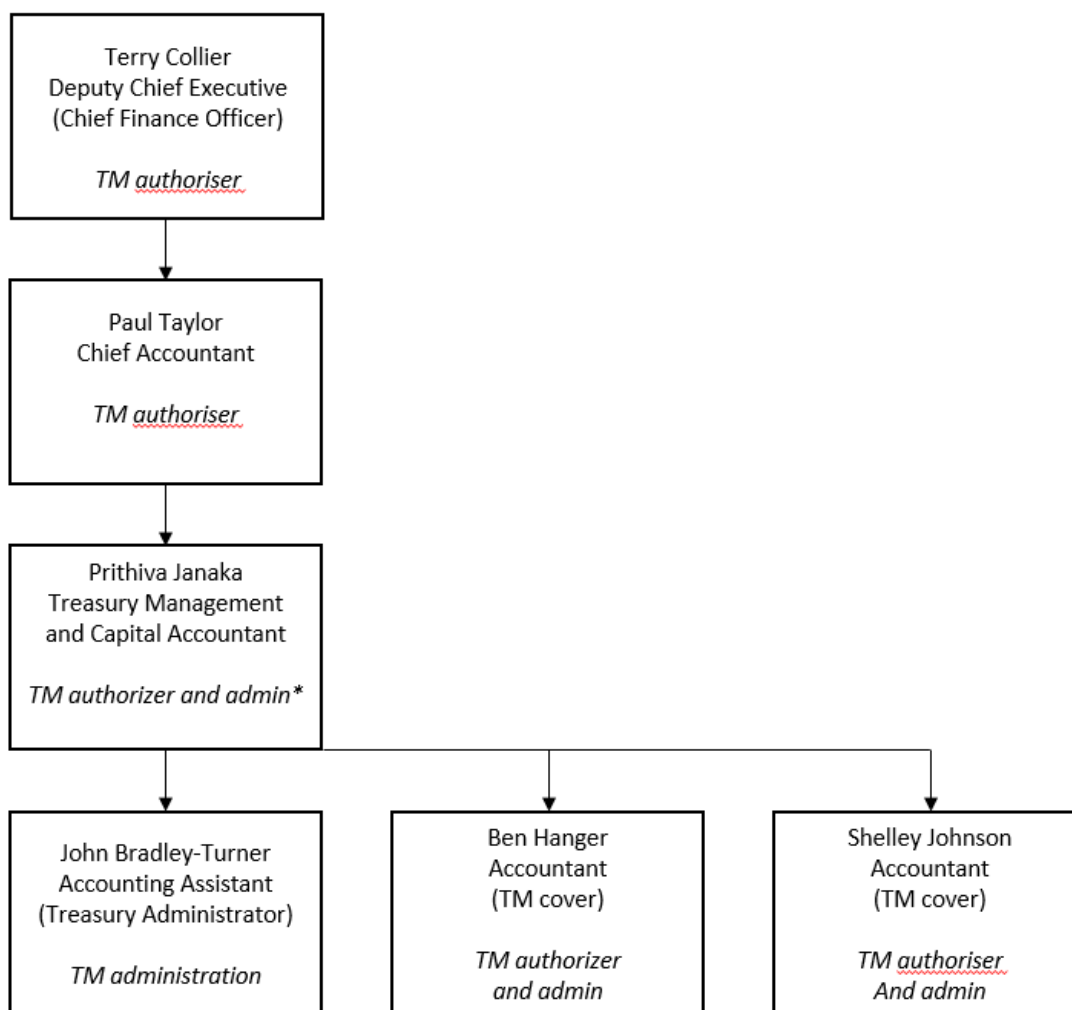 Terry Collier
Deputy Chief Executive
(Chief Finance Officer)
TM authoriser
Paul Taylor
Chief Accountant
TM authoriser
Prithiva Janaka
Treasury Management
and Capital Accountant
TM authorizer and admin*
John Bradley-Turner
Accounting Assistant
(Treasury Administrator)
TM administration
Ben Hanger
Accountant
(TM cover)
TM authorizer
and admin
Shelley Johnson
Accountant
(TM cover)
TM authoriser
And admin